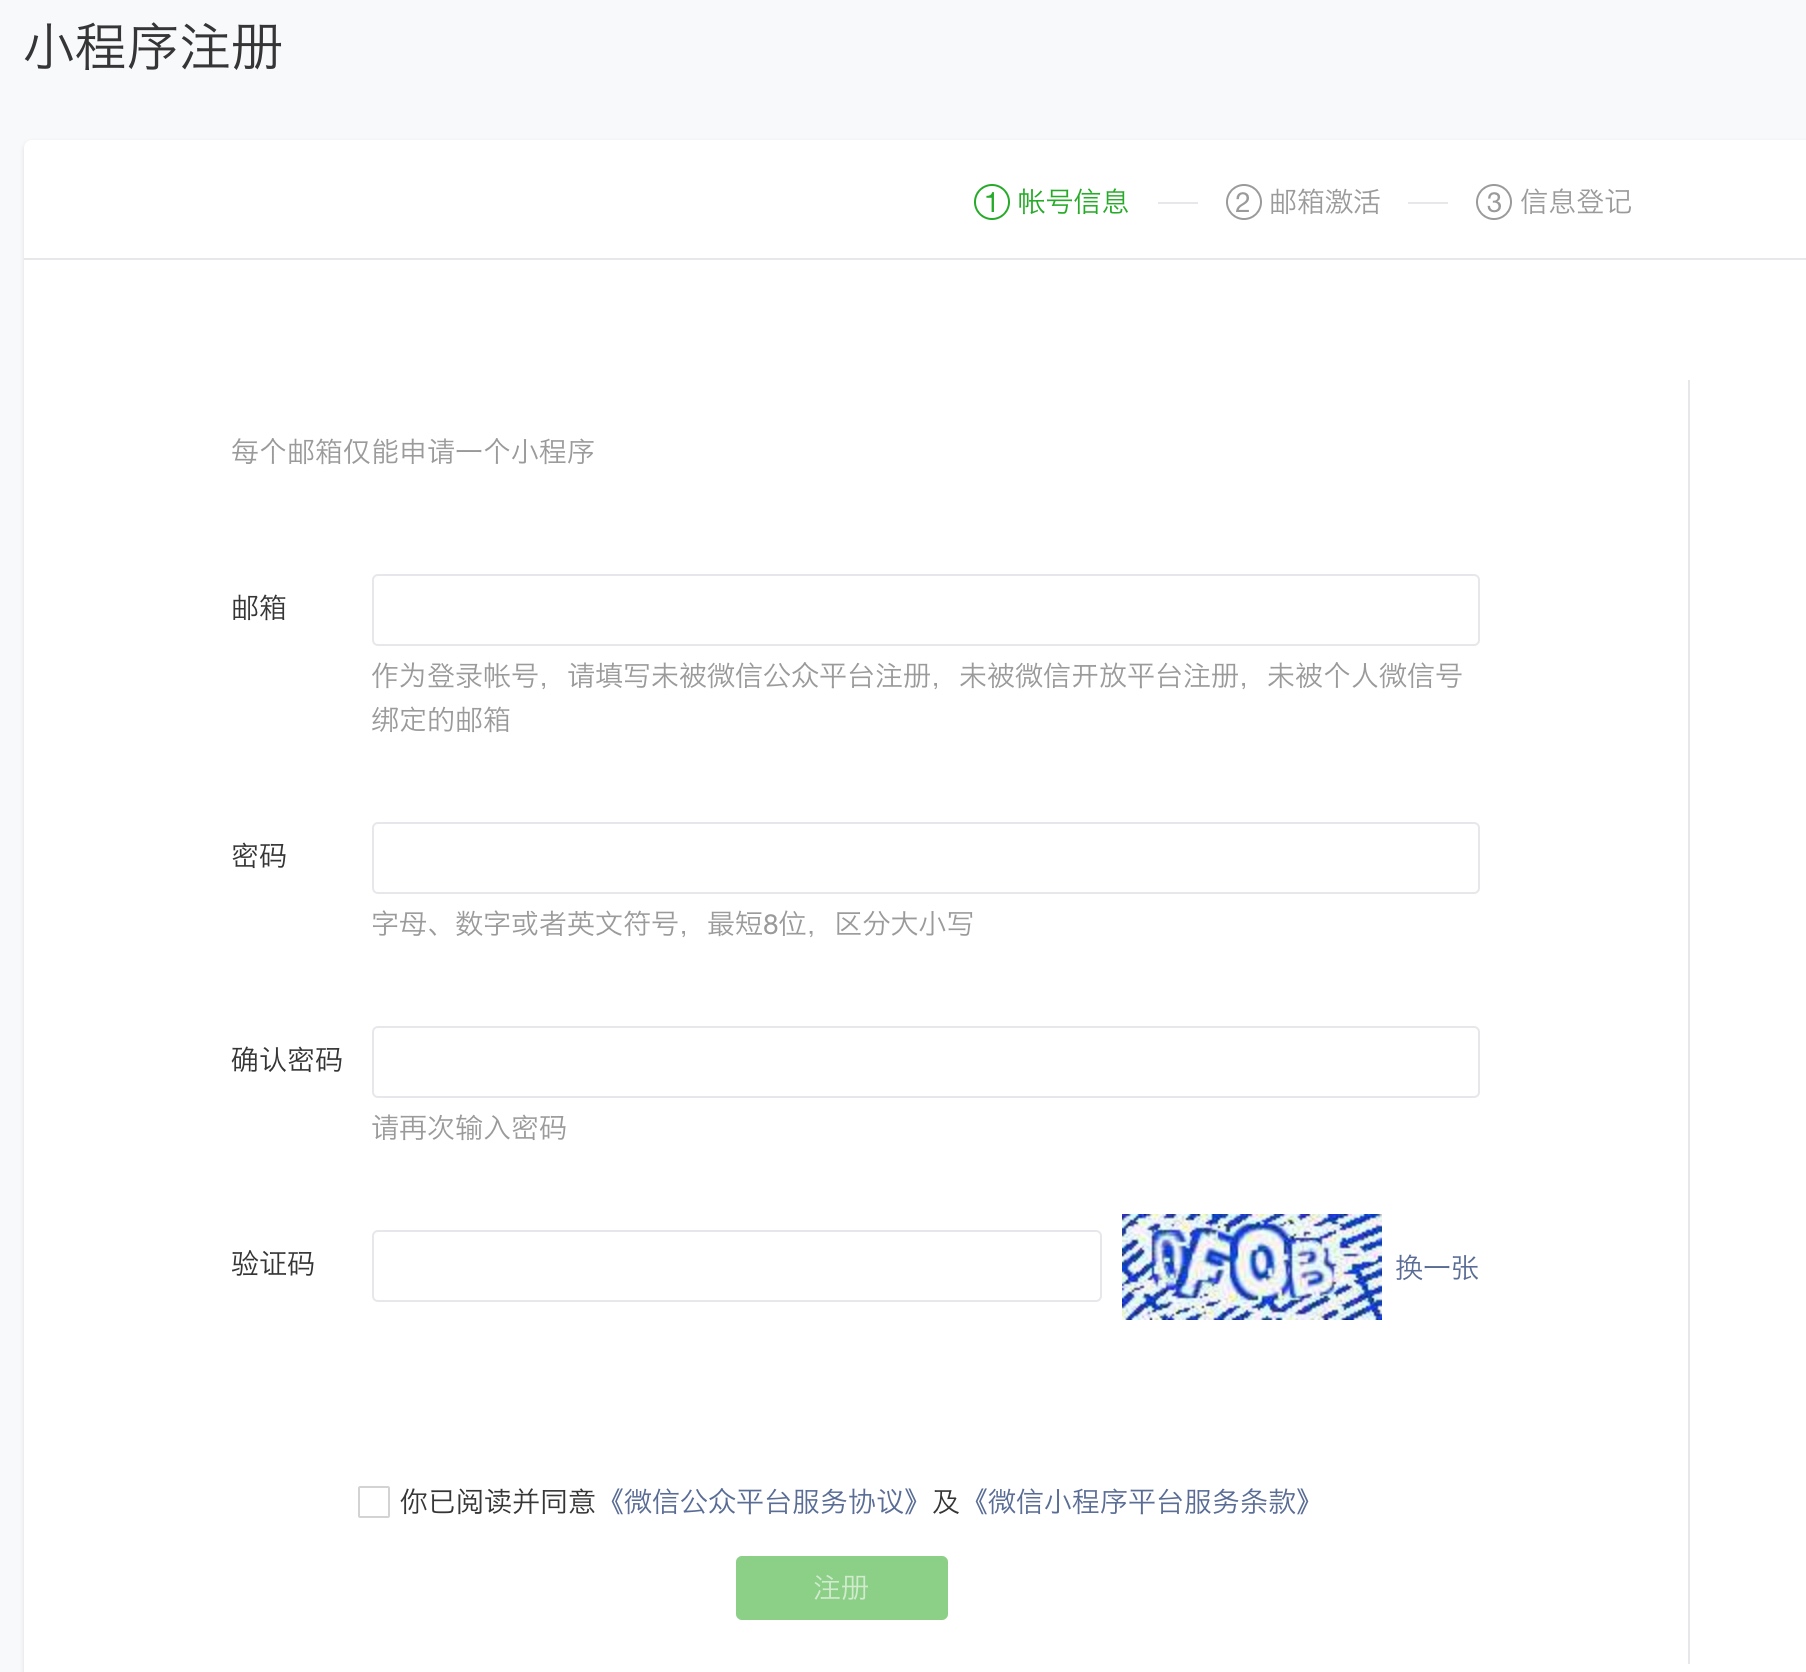 小程序注册
① 帐号信息 — ② 邮箱激活 — ③ 信息登记
每个邮箱仅能申请一个小程序
邮箱
作为登录帐号，请填写未被微信公众平台注册，未被微信开放平台注册，未被个人微信号
绑定的邮箱
密码
字母、数字或者英文符号，最短8位，区分大小写
确认密码
请再次输入密码
验证码
换一张
你已阅读并同意《微信公众平台服务协议》及《微信小程序平台服务条款》
注册